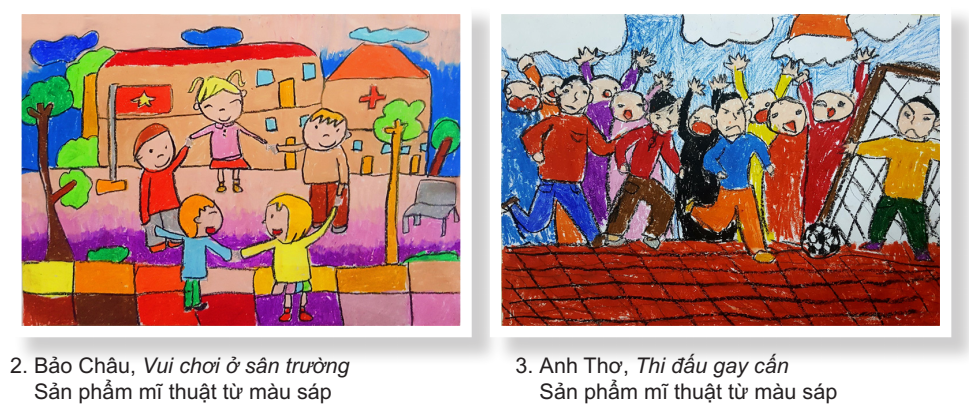 2. Bảo Châu, Vui chơi ở sân trường
Sản phẩm mĩ thuật từ màu sáp
3. Anh Thơ, Thi đấu gay cấn
Sản phẩm mĩ thuật từ màu sáp